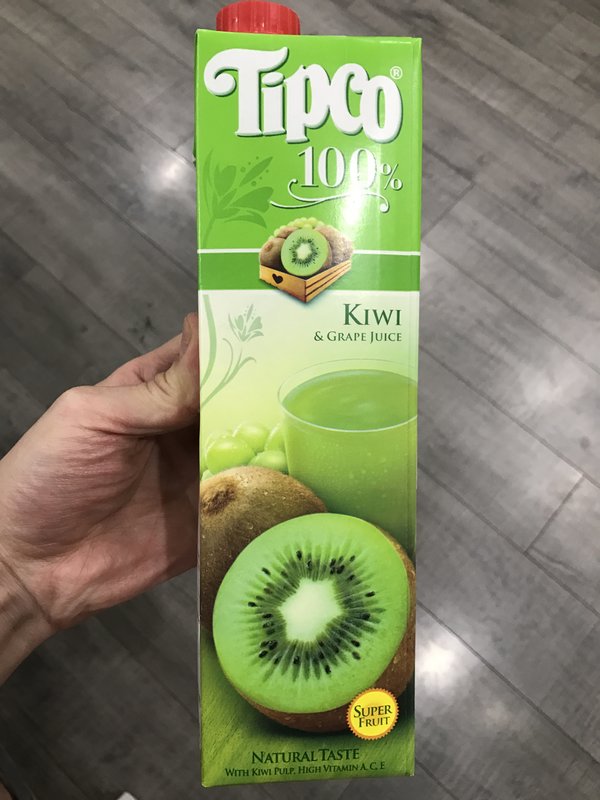 Tipco®
100%
KIWI
& GRAPE JUICE
SUPER
FRUIT
NATURAL TASTE
WITH KIWI PULP, HIGH VITAMIN A, C, E